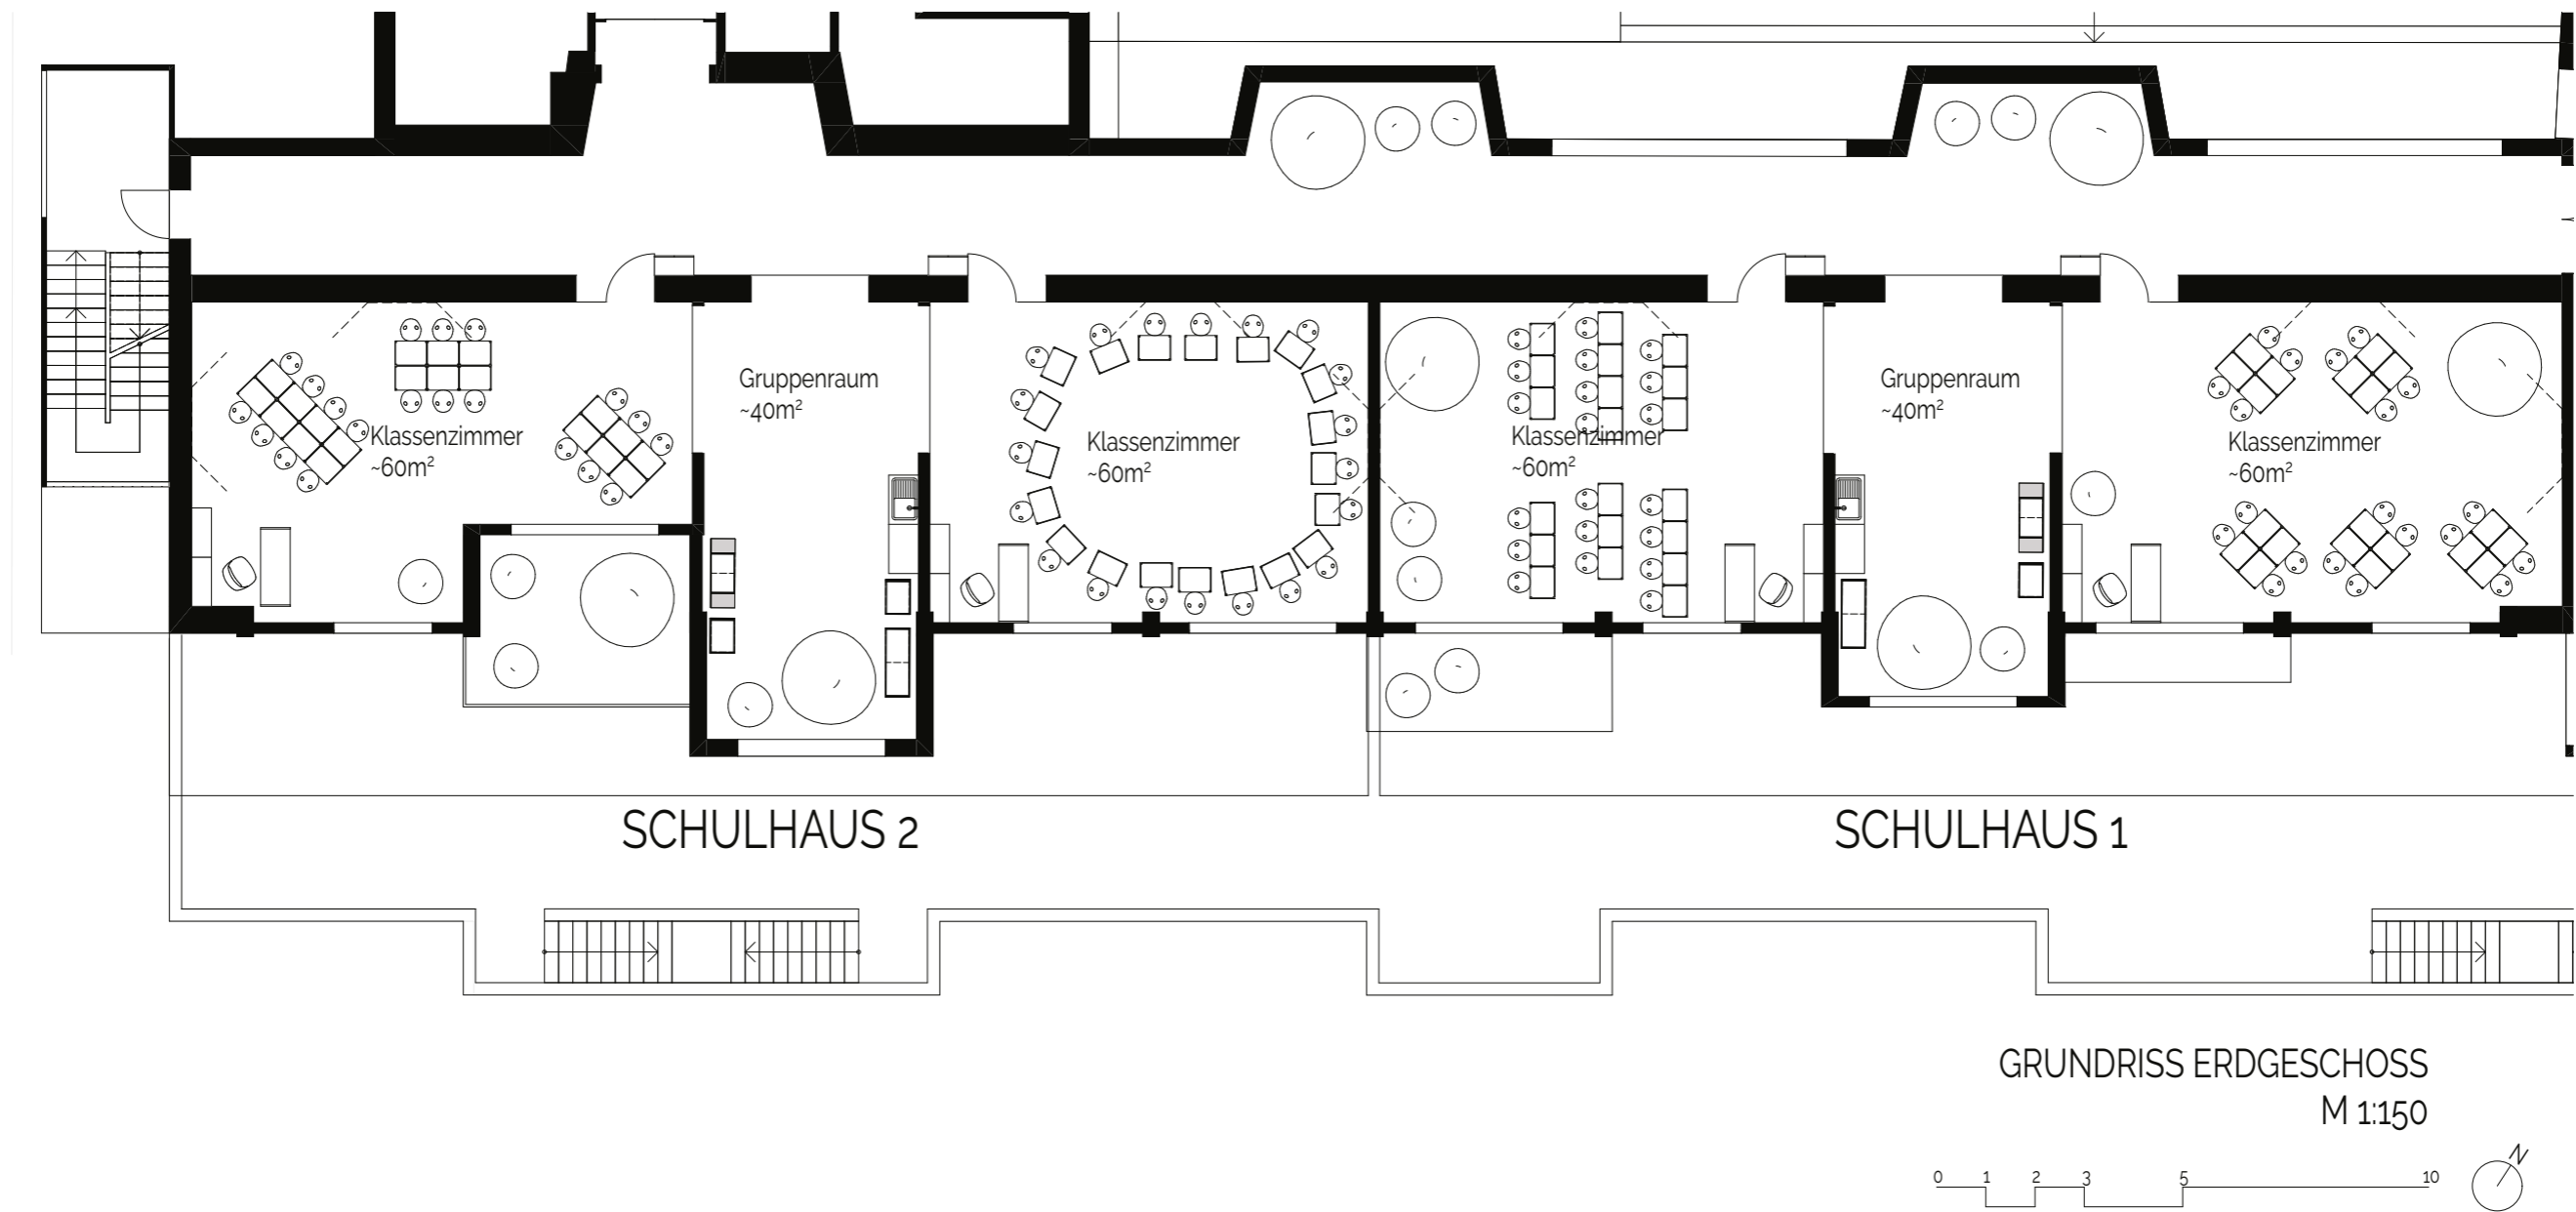 Gruppenraum
~40m²
Klassenzimmer
~60m²
Klassenzimmer
~60m²
Klassenzimmer
~60m²
Gruppenraum
~40m²
Klassenzimmer
~60m²
SCHULHAUS 2
SCHULHAUS 1
GRUNDRISS ERDGESCHOSS
M 1:150
0 1 2 3 5 10
N